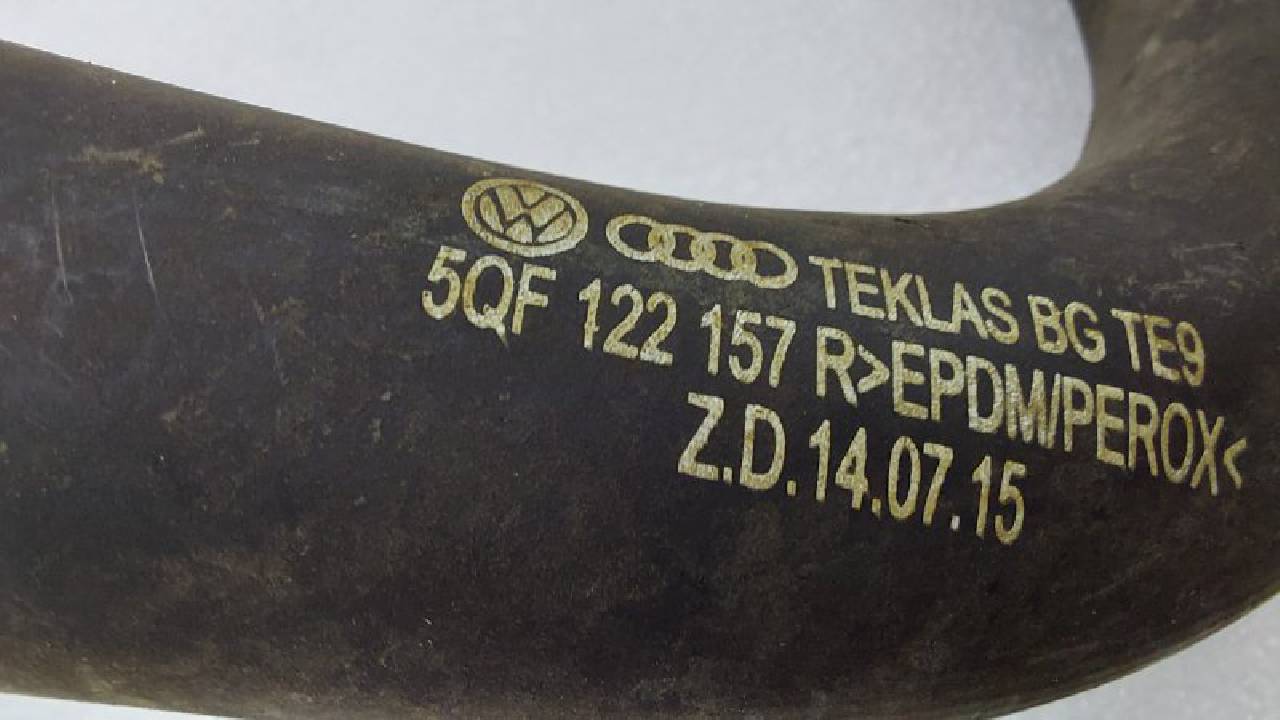 TEKLAS BG TE9
5QF 122 157 R>EPDM/PEROX<
Z.D.14.07.15